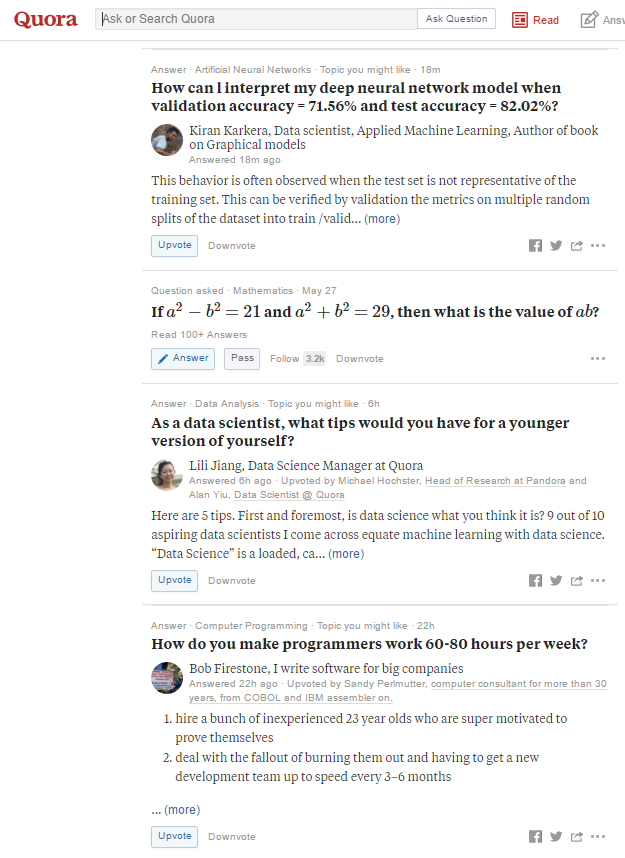 Quora
Ask or Search Quora
Ask Question
Read
Answ
Answer · Artificial Neural Networks · Topic you might like · 18m
How can I interpret my deep neural network model when
validation accuracy = 71.56% and test accuracy = 82.02%?
Kiran Karkera, Data scientist, Applied Machine Learning, Author of book
on Graphical models
Answered 18m ago
This behavior is often observed when the test set is not representative of the
training set. This can be verified by validation the metrics on multiple random
splits of the dataset into train /valid... (more)
Upvote Downvote
Question asked · Mathematics · May 27
If a² − b² = 21 and a² + b² = 29, then what is the value of ab?
Read 100+ Answers
Answer Pass Follow 3.2k Downvote
Answer · Data Analysis · Topic you might like · 6h
As a data scientist, what tips would you have for a younger
version of yourself?
Lili Jiang, Data Science Manager at Quora
Answered 6h ago · Upvoted by Michael Hochster, Head of Research at Pandora and
Alan Yiu, Data Scientist @ Quora
Here are 5 tips. First and foremost, is data science what you think it is? 9 out of 10
aspiring data scientists I come across equate machine learning with data science.
“Data Science” is a loaded, ca... (more)
Upvote Downvote
Answer · Computer Programming · Topic you might like · 22h
How do you make programmers work 60-80 hours per week?
Bob Firestone, I write software for big companies
Answered 22h ago · Upvoted by Sandy Perlmutter, computer consultant for more than 30
years, from COBOL and IBM assembler on.
1. hire a bunch of inexperienced 23 year olds who are super motivated to
prove themselves
2. deal with the fallout of burning them out and having to get a new
development team up to speed every 3–6 months
... (more)
Upvote Downvote